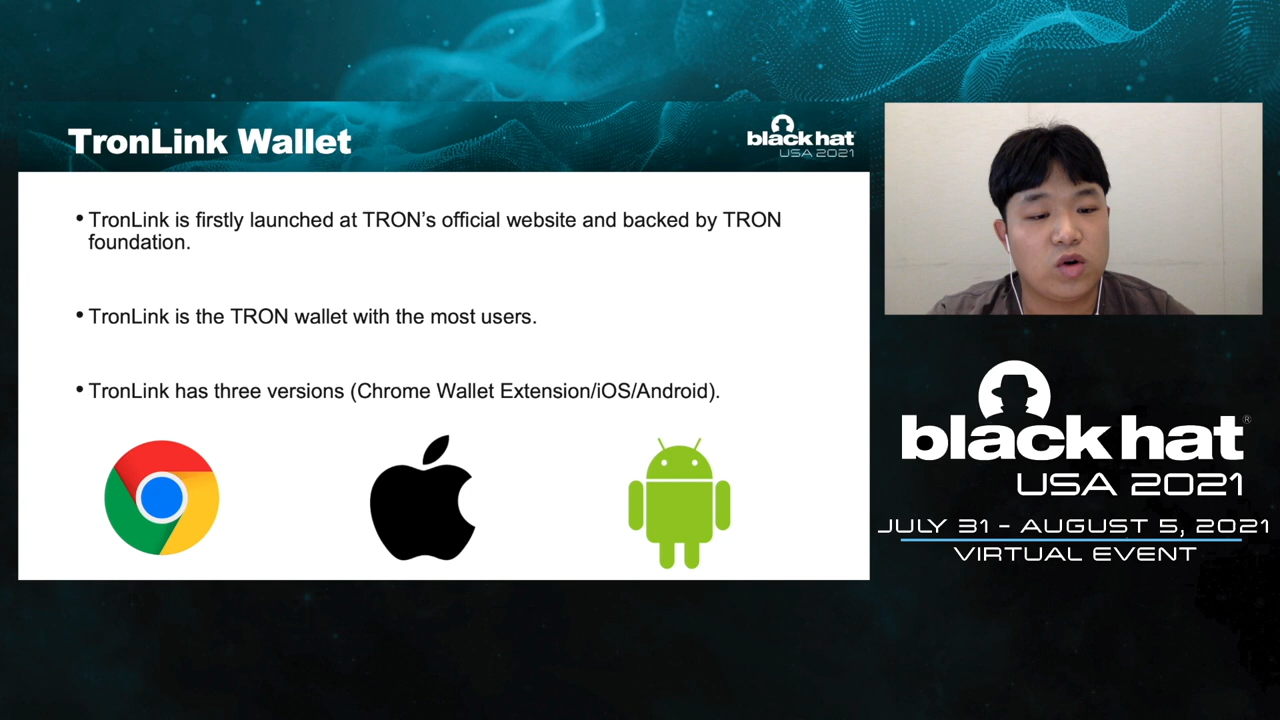 TronLink Wallet
black hat
USA 2021
• TronLink is firstly launched at TRON’s official website and backed by TRON
foundation.
• TronLink is the TRON wallet with the most users.
• TronLink has three versions (Chrome Wallet Extension/iOS/Android).
black hat®
USA 2021
JULY 31 - AUGUST 5, 2021
VIRTUAL EVENT